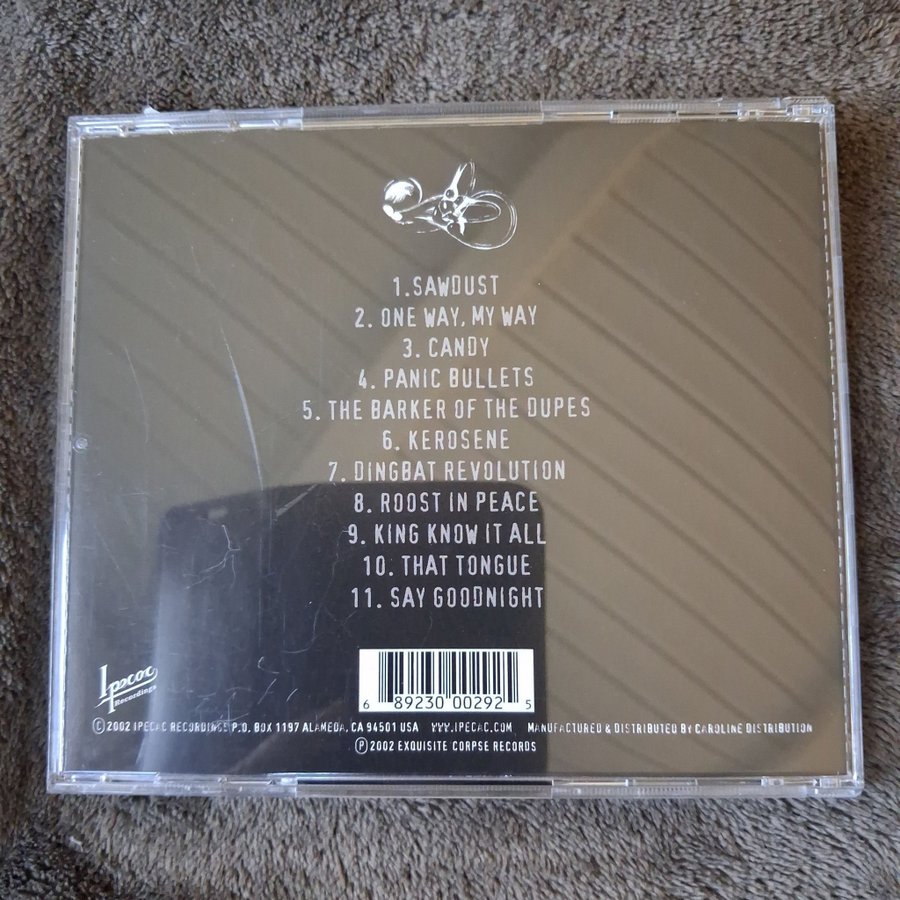 1.SAWDUST
2. ONE WAY, MY WAY
3. CANDY
4. PANIC BULLETS
5. THE BARKER OF THE DUPES
6. KEROSENE
7. DINGBAT REVOLUTION
8. ROOST IN PEACE
9. KING KNOW IT ALL
10. THAT TONGUE
11. SAY GOODNIGHT
6 89230 00292 5
Ipecac
Recordings
©2002 IPECAC RECORDINGS P.O. BOX 1197 ALAMEDA, CA 94501 USA WWW.IPECAC.COM MANUFACTURED & DISTRIBUTED BY CAROLINE DISTRIBUTION
℗2002 EXQUISITE CORPSE RECORDS